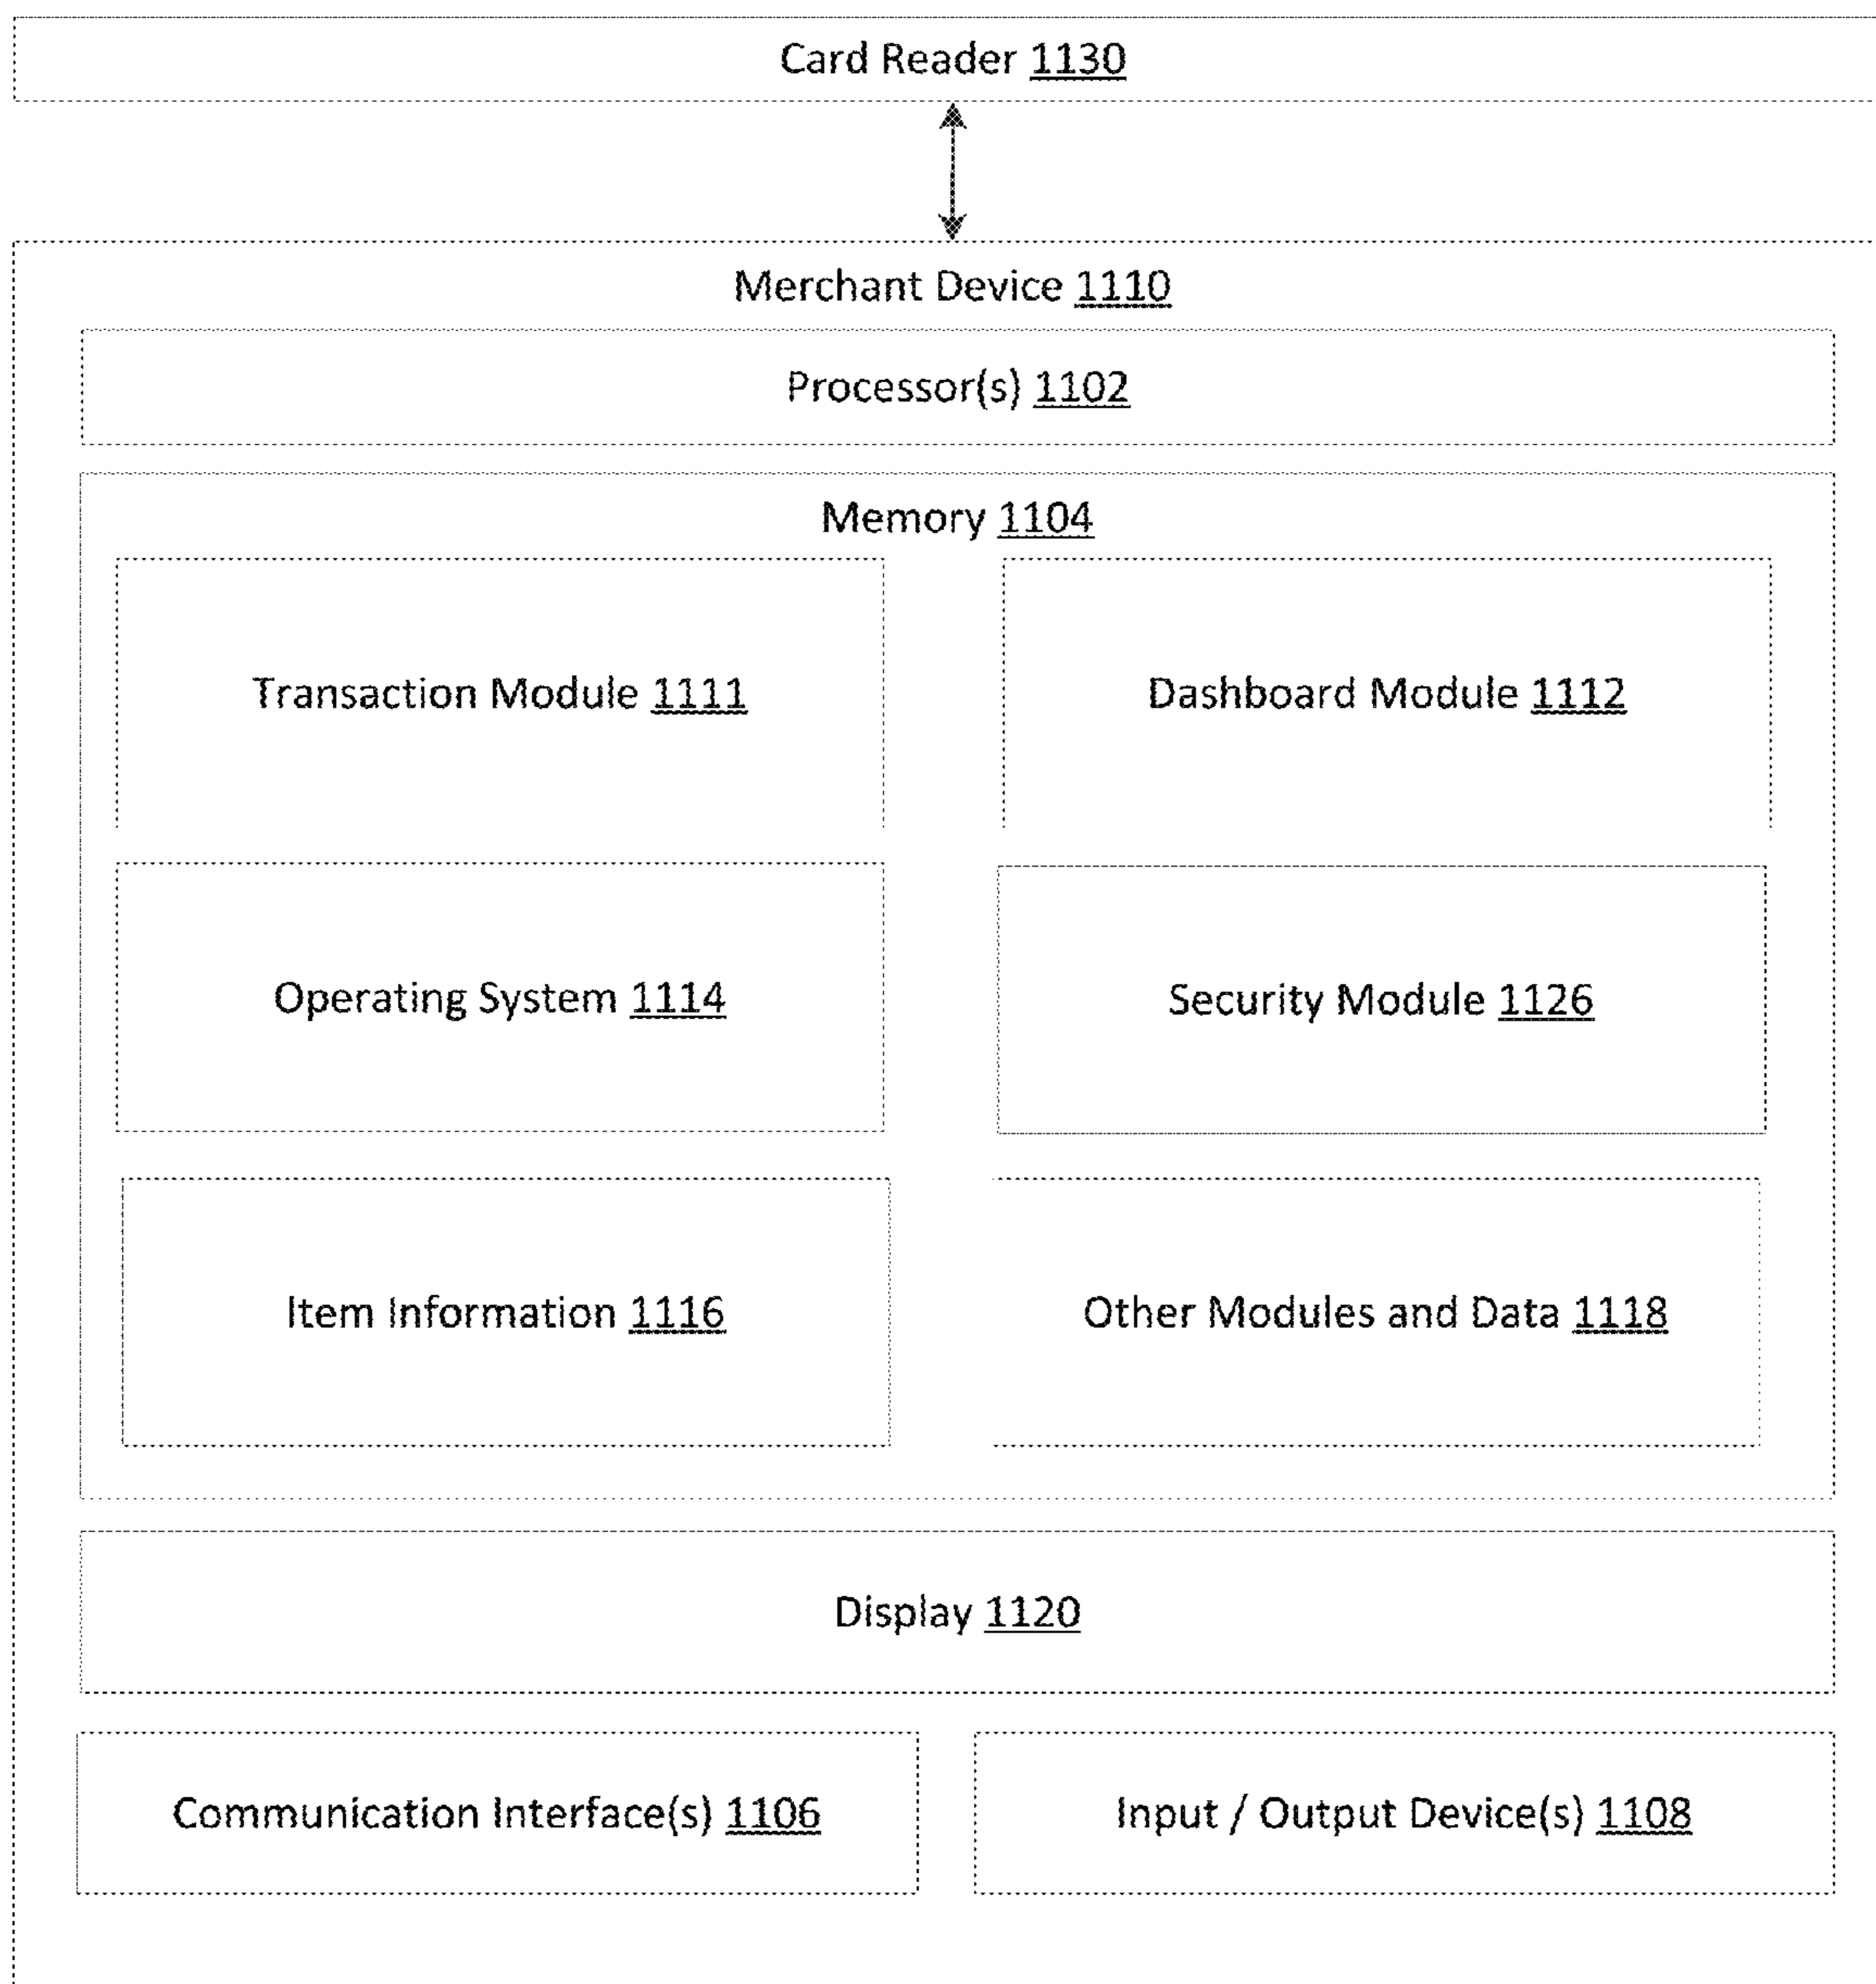 Card Reader 1130
Merchant Device 1110
Processor(s) 1102
Memory 1104
Transaction Module 1111
Dashboard Module 1112
Operating System 1114
Security Module 1126
Item Information 1116
Other Modules and Data 1118
Display 1120
Communication Interface(s) 1106
Input / Output Device(s) 1108